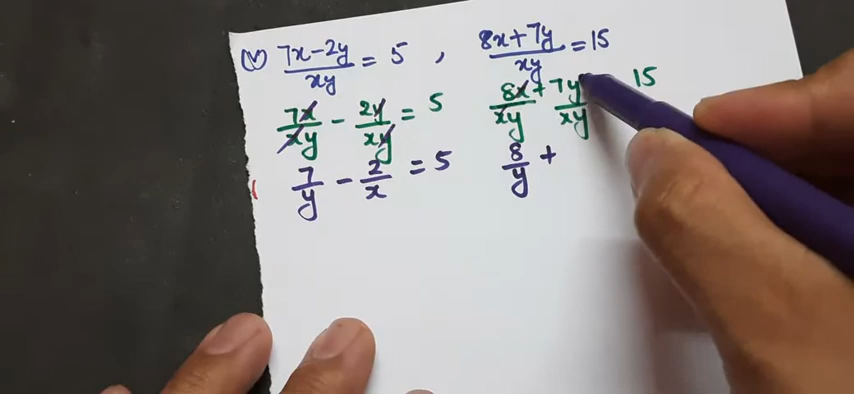 (v) (7x - 2y)/(xy) = 5 , (8x + 7y)/(xy) = 15
7x/xy - 2y/xy = 5   8x/xy + 7y/xy   15
7/y - 2/x = 5   8/y +